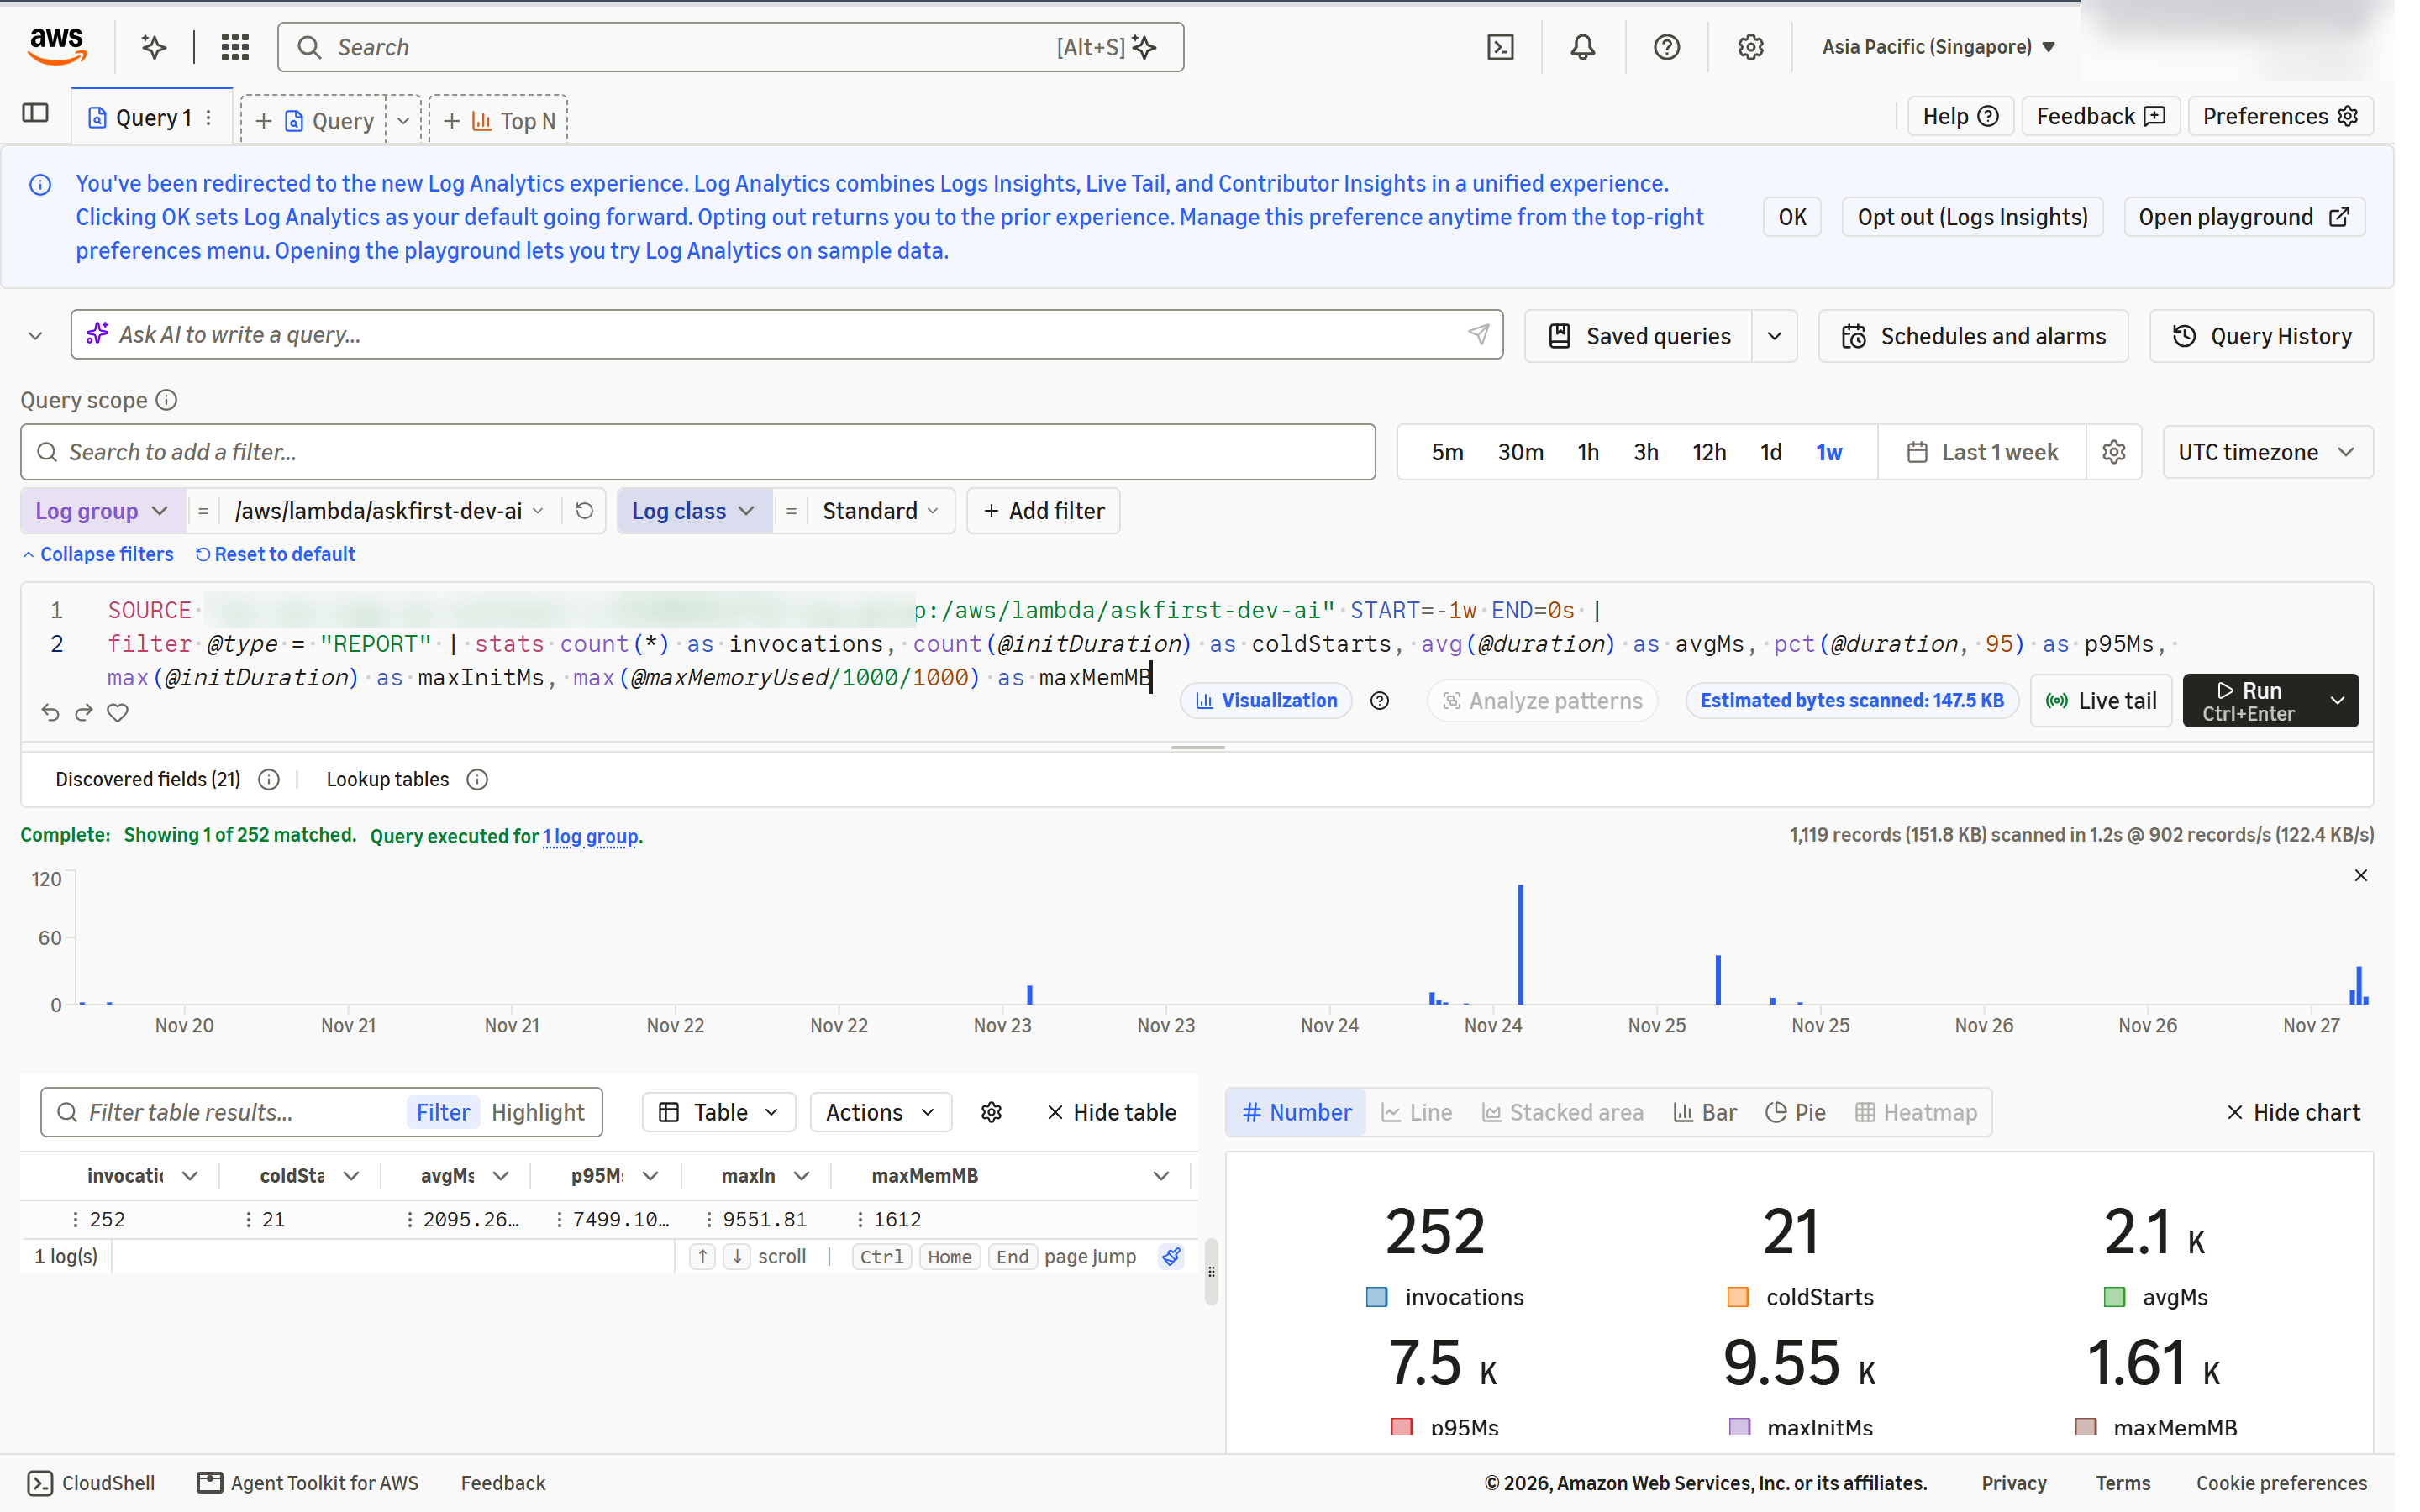 aws
Search
[Alt+S]
Asia Pacific (Singapore)
Query 1
+ Query
+ Top N
Help
Feedback
Preferences
You've been redirected to the new Log Analytics experience. Log Analytics combines Logs Insights, Live Tail, and Contributor Insights in a unified experience.
Clicking OK sets Log Analytics as your default going forward. Opting out returns you to the prior experience. Manage this preference anytime from the top-right
preferences menu. Opening the playground lets you try Log Analytics on sample data.
OK
Opt out (Logs Insights)
Open playground
Ask AI to write a query...
Saved queries
Schedules and alarms
Query History
Query scope
Search to add a filter...
5m 30m 1h 3h 12h 1d 1w
Last 1 week
UTC timezone
Log group = /aws/lambda/askfirst-dev-ai
Log class = Standard
+ Add filter
Collapse filters
Reset to default
1 SOURCE p:/aws/lambda/askfirst-dev-ai" START=-1w END=0s |
2 filter @type = "REPORT" | stats count(*) as invocations, count(@initDuration) as coldStarts, avg(@duration) as avgMs, pct(@duration, 95) as p95Ms,
max(@initDuration) as maxInitMs, max(@maxMemoryUsed/1000/1000) as maxMemMB
Visualization
Analyze patterns
Estimated bytes scanned: 147.5 KB
Live tail
Run
Ctrl+Enter
Discovered fields (21)
Lookup tables
Complete: Showing 1 of 252 matched. Query executed for 1 log group.
1,119 records (151.8 KB) scanned in 1.2s @ 902 records/s (122.4 KB/s)
120
60
0
Nov 20 Nov 21 Nov 21 Nov 22 Nov 22 Nov 23 Nov 23 Nov 24 Nov 24 Nov 25 Nov 25 Nov 26 Nov 26 Nov 27
Filter table results...
Filter
Highlight
Table
Actions
Hide table
invocati coldSta avgMs p95M maxIn maxMemMB
252 21 2095.26... 7499.10... 9551.81 1612
1 log(s)
↑ ↓ scroll | Ctrl Home End page jump
# Number
Line
Stacked area
Bar
Pie
Heatmap
Hide chart
252 21 2.1 K
invocations coldStarts avgMs
7.5 K 9.55 K 1.61 K
p95Ms maxInitMs maxMemMB
CloudShell
Agent Toolkit for AWS
Feedback
© 2026, Amazon Web Services, Inc. or its affiliates.
Privacy
Terms
Cookie preferences